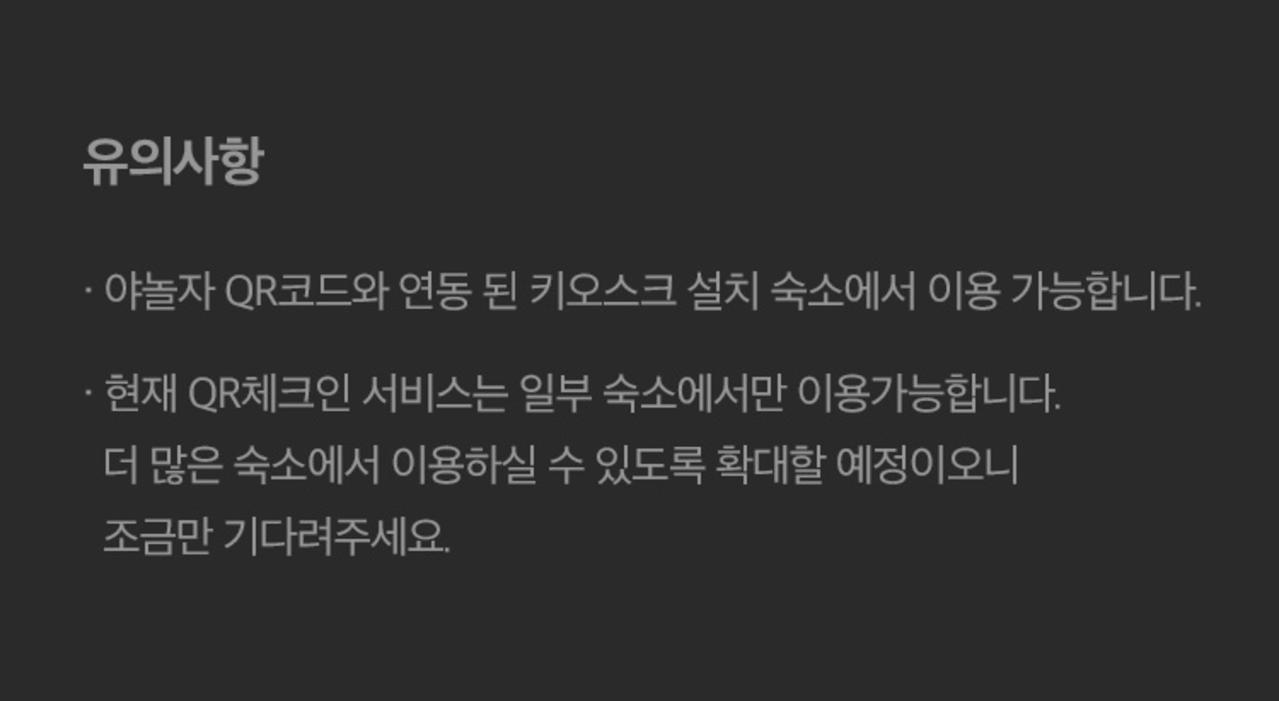 유의사항
· 야놀자 QR코드와 연동 된 키오스크 설치 숙소에서 이용 가능합니다.
· 현재 QR체크인 서비스는 일부 숙소에서만 이용가능합니다.
더 많은 숙소에서 이용하실 수 있도록 확대할 예정이오니
조금만 기다려주세요.